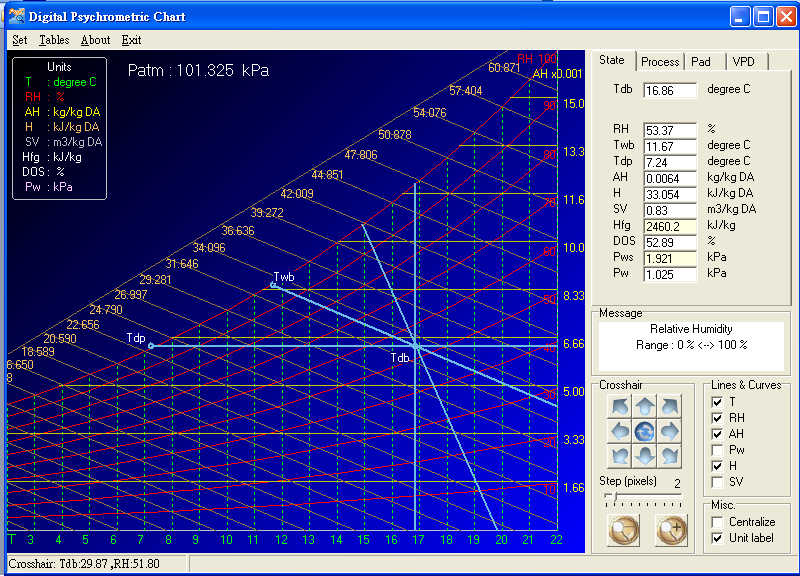 Digital Psychrometric Chart
Set Tables About Exit
Units
T : degree C
RH : %
AH : kg/kg DA
H : kJ/kg DA
SV : m3/kg DA
Hfg : kJ/kg
DOS : %
Pw : kPa
Patm : 101.325 kPa
RH 100
AH x0.001
60.871
57.404
54.076
50.878
47.806
44.851
42.009
39.272
36.636
34.096
31.646
29.281
26.997
24.790
22.656
20.590
18.589
6.650
8
90
80
70
60
50
40
30
20
10
15.0
13.3
11.6
10.0
8.33
6.66
5.00
3.33
1.66
Twb
Tdp
Tdb
T 3 4 5 6 7 8 9 10 11 12 13 14 15 16 17 18 19 20 21 22
State Process Pad VPD
Tdb 16.86 degree C
RH 53.37 %
Twb 11.67 degree C
Tdp 7.24 degree C
AH 0.0064 kg/kg DA
H 33.054 kJ/kg DA
SV 0.83 m3/kg DA
Hfg 2460.2 kJ/kg
DOS 52.89 %
Pws 1.921 kPa
Pw 1.025 kPa
Message
Relative Humidity
Range : 0 % <--> 100 %
Crosshair
Step (pixels) 2
Lines & Curves
T
RH
AH
Pw
H
SV
Misc.
Centralize
Unit label
Crosshair: Tdb:29.87 ,RH:51.80